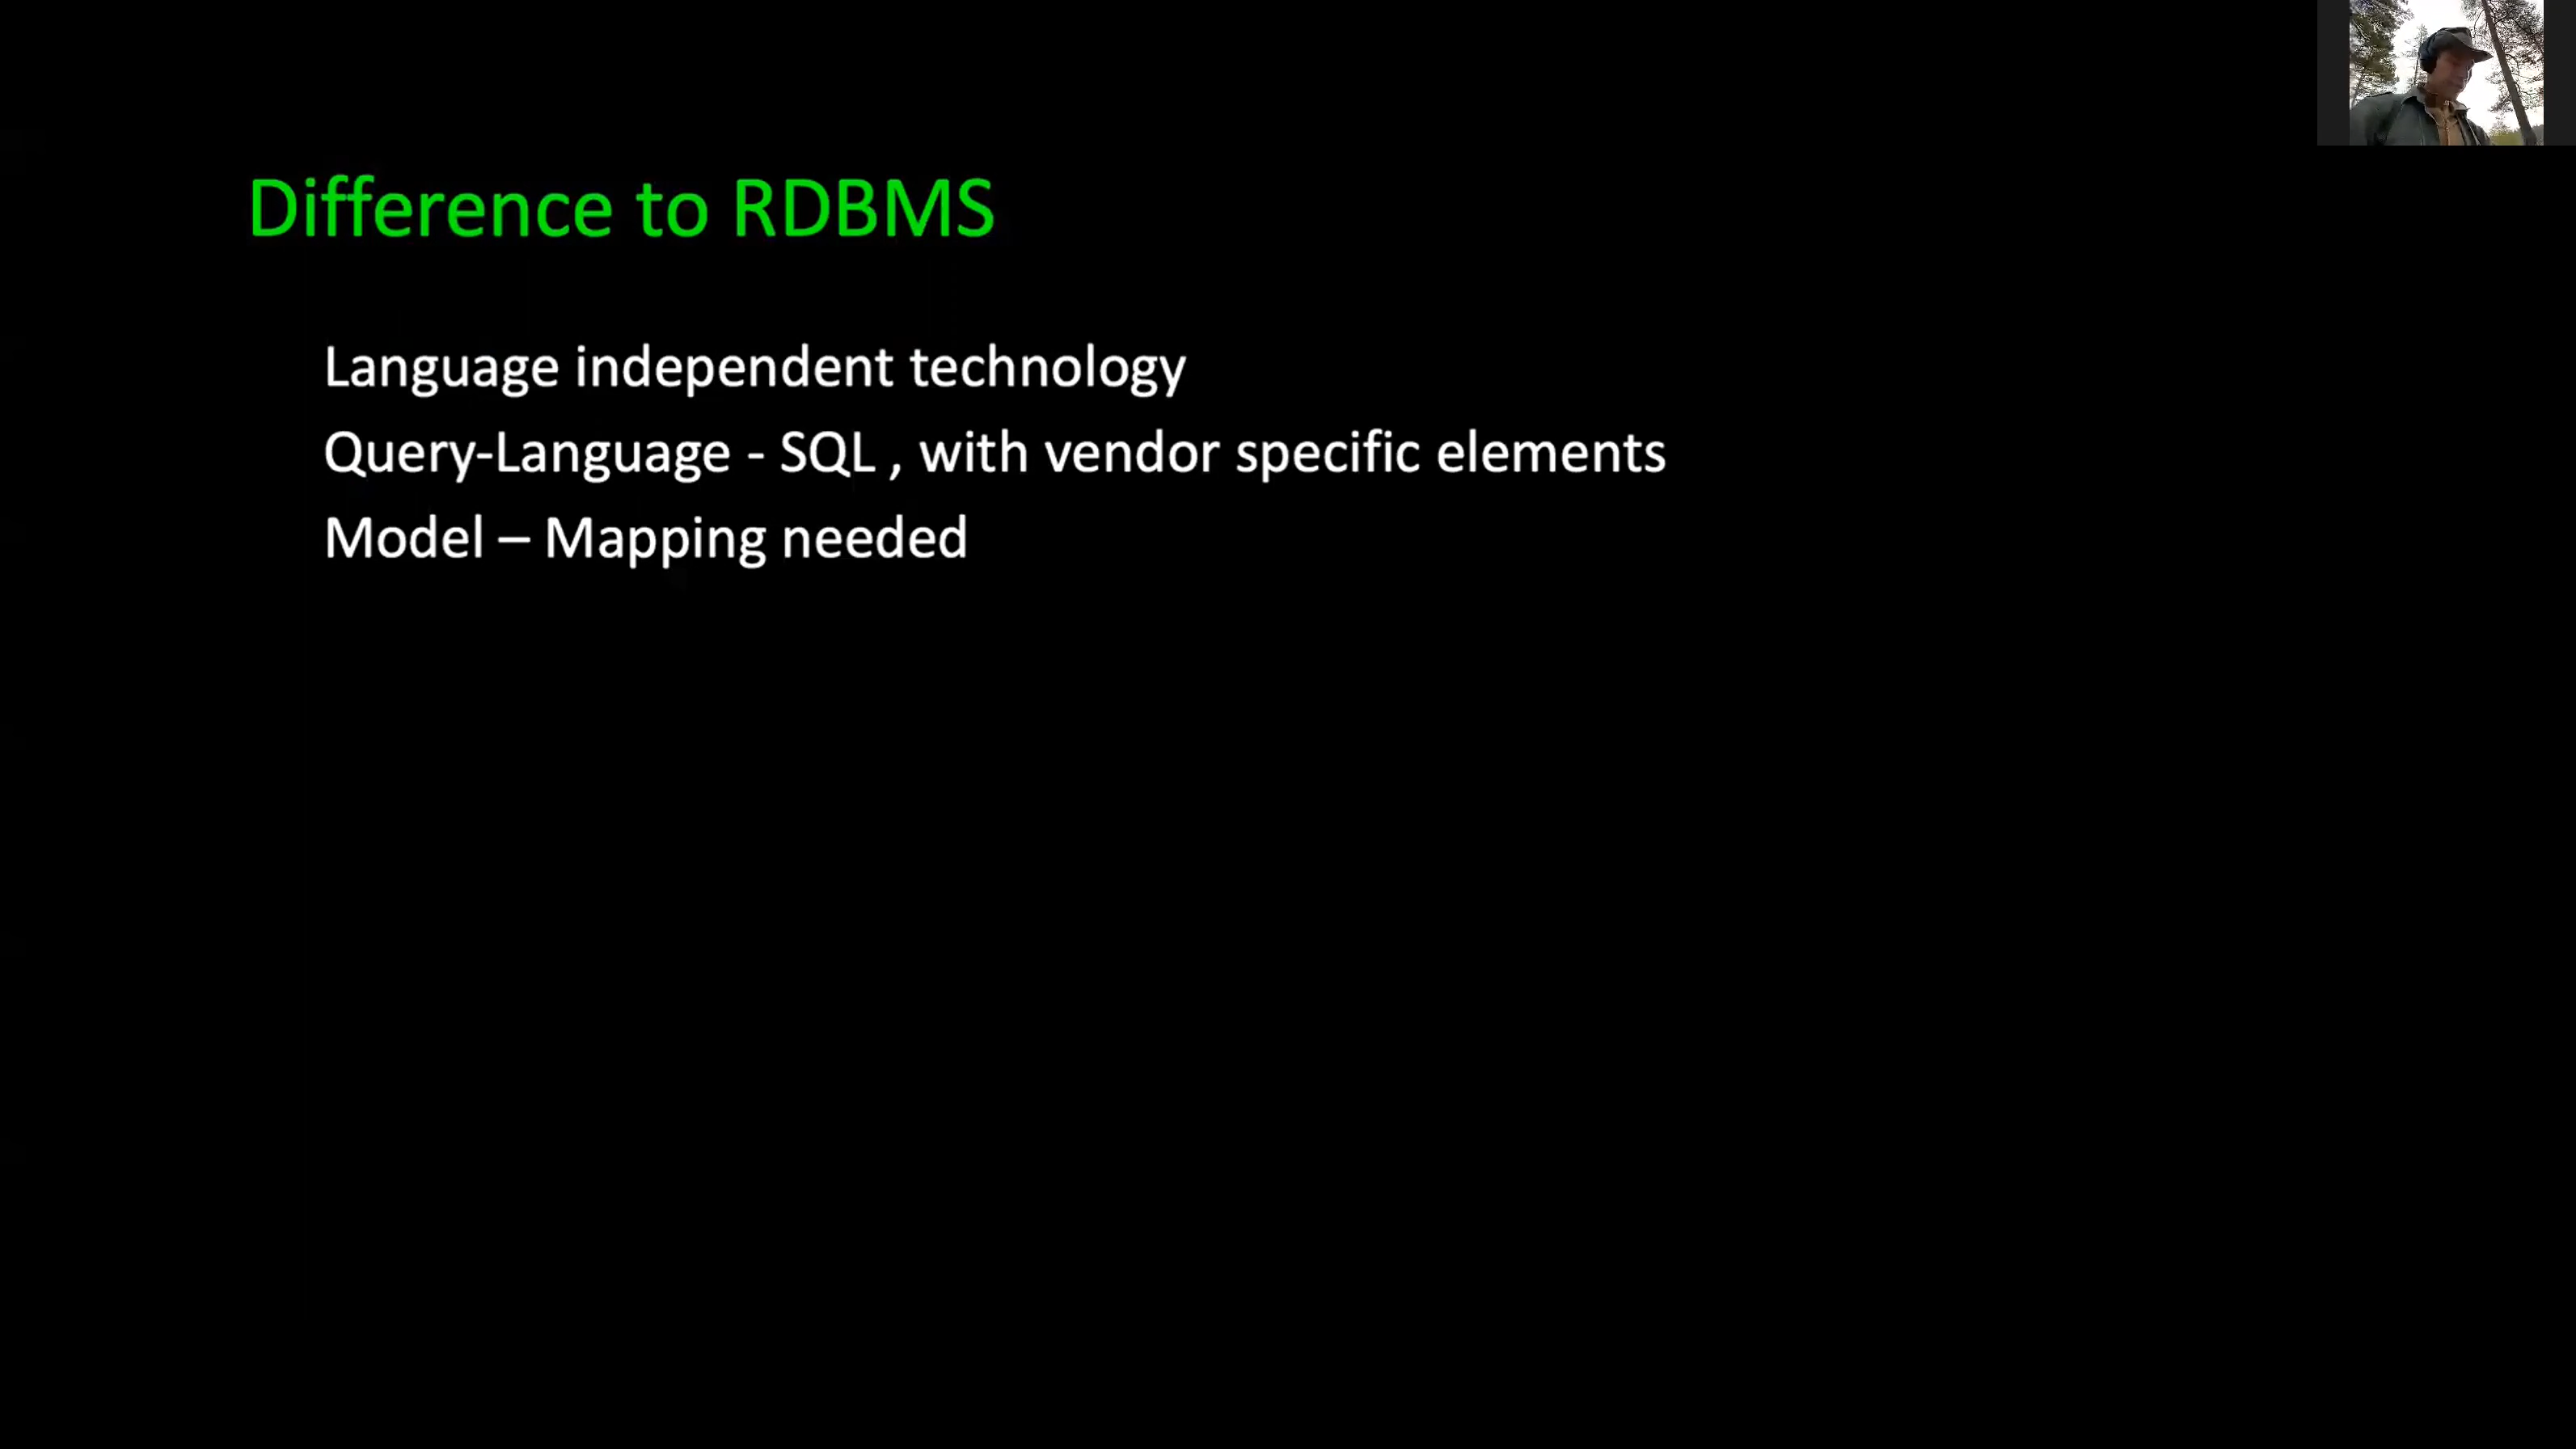 Difference to RDBMS
Language independent technology
Query-Language - SQL , with vendor specific elements
Model – Mapping needed